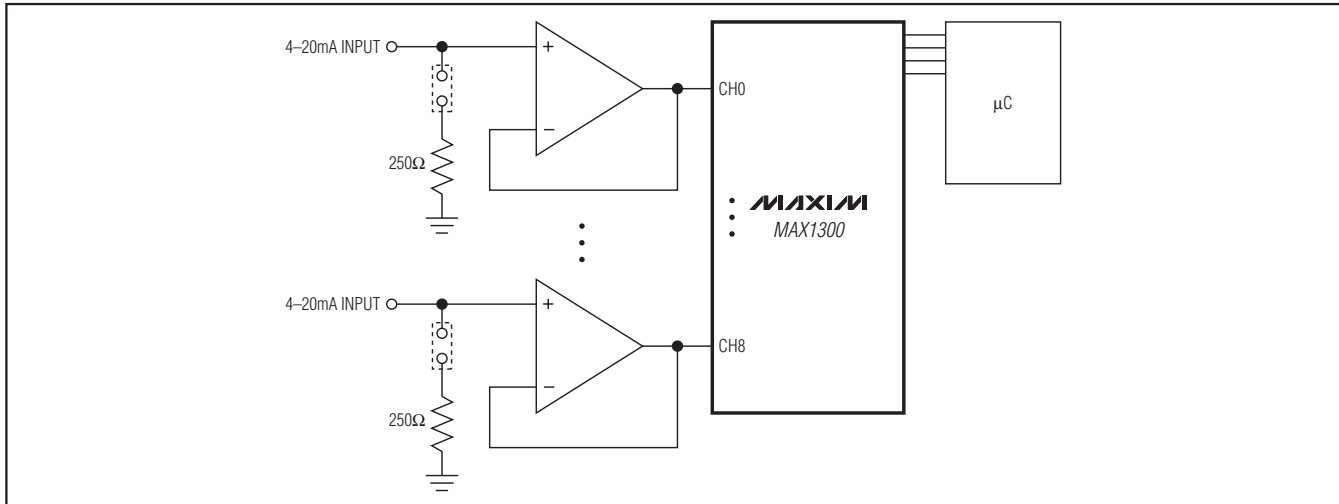 4–20mA INPUT
+
−
250Ω
CH0
µC
MAXIM
MAX1300
4–20mA INPUT
+
−
250Ω
CH8